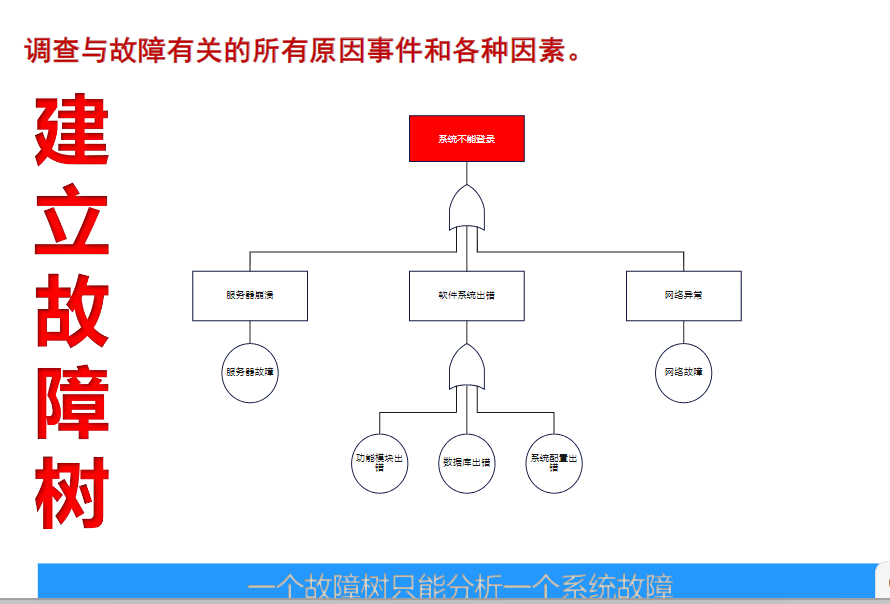 调查与故障有关的所有原因事件和各种因素。
建
立
故
障
树
系统不能登录
服务器崩溃
软件系统出错
网络异常
服务器故障
网络故障
功能模块出
错
数据库出错
系统配置出
错
一个故障树只能分析一个系统故障